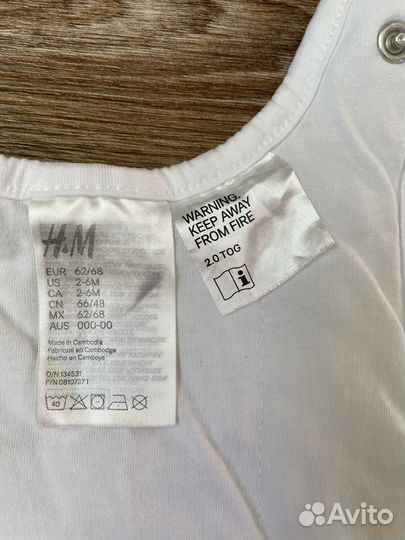 H&M
EUR 62/68
US 2-6M
CA 2-6M
CN 66/48
MX 62/68
AUS 000-00
Made in Cambodia
Fabriqué en Cambodge
Hecho en Camboya
O/N:134531
40
WARNING.
KEEP AWAY
FROM FIRE
2.0 TOG
i
Avito